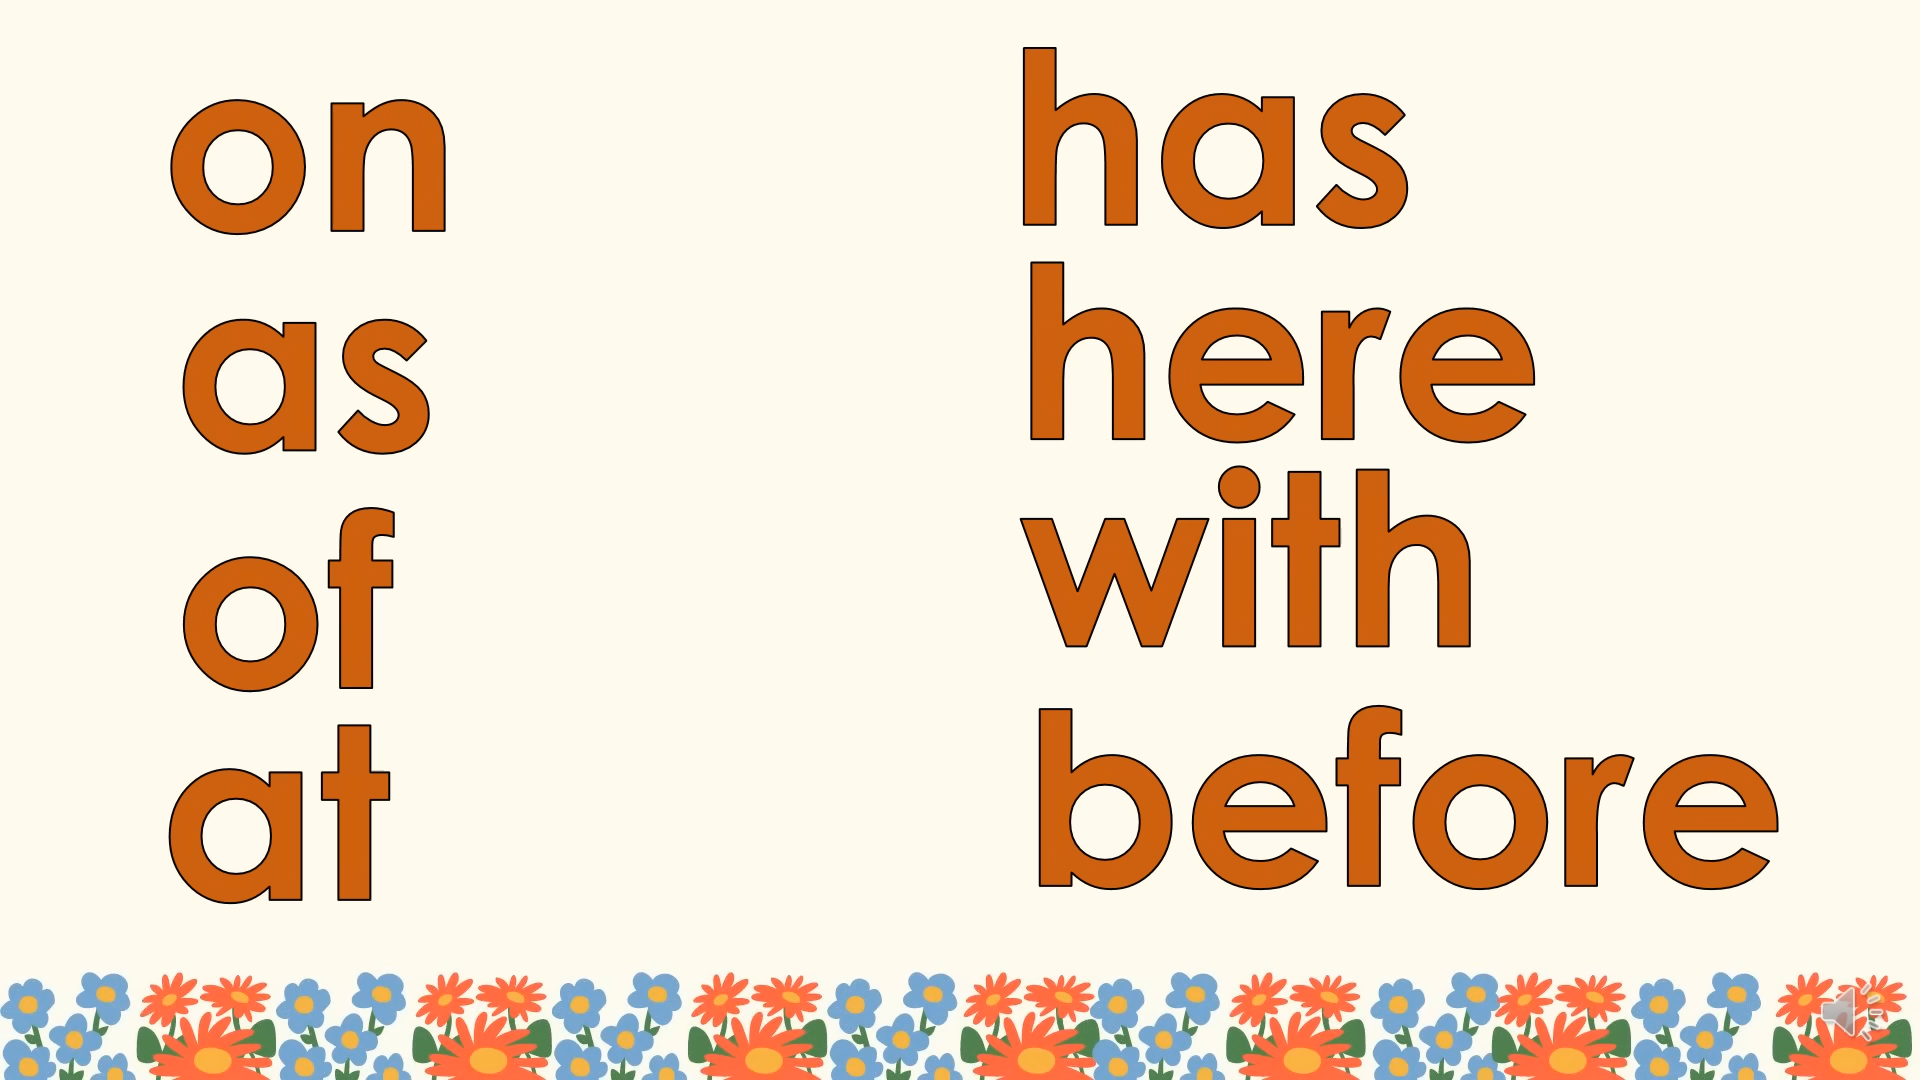 on
as
of
at
has
here
with
before